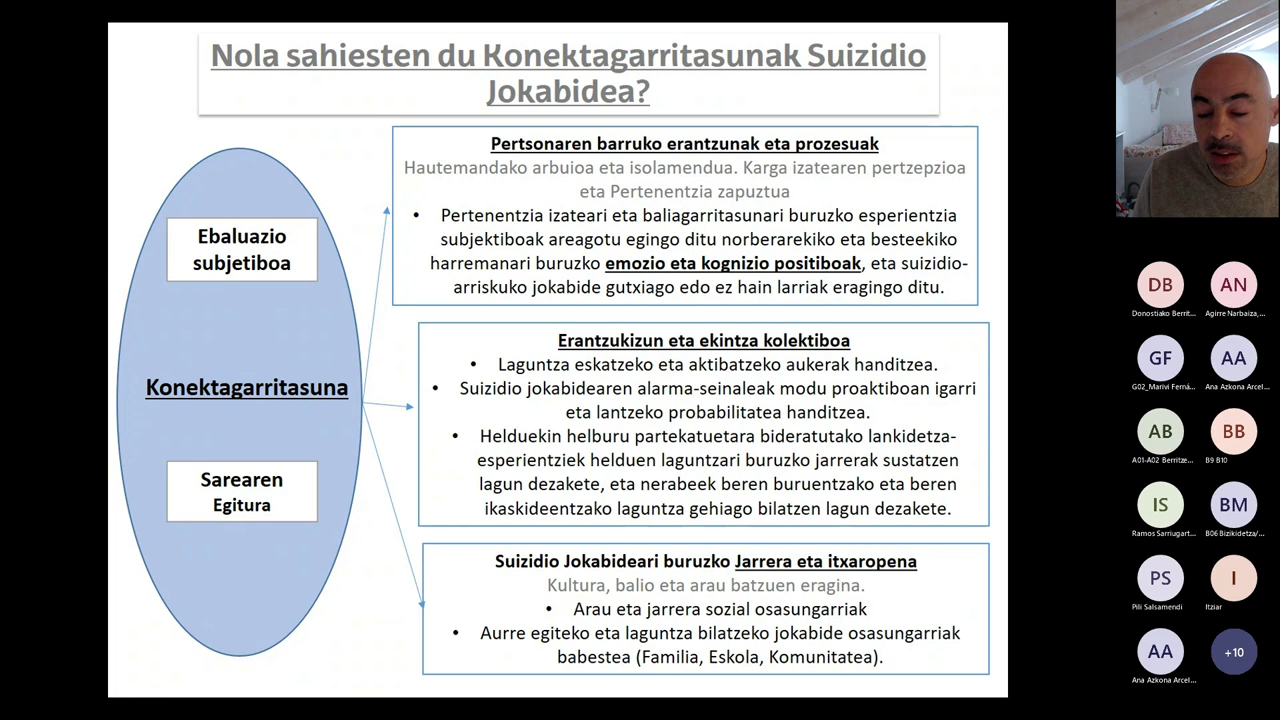 Nola sahiesten du Konektagarritasunak Suizidio
Jokabidea?
Ebaluazio
subjetiboa
Konektagarritasuna
Sarearen
Egitura
Pertsonaren barruko erantzunak eta prozesuak
Hautemandako arbuioa eta isolamendua. Karga izatearen pertzepzioa
eta Pertenentzia zapuztua
• Pertenentzia izateari eta baliagarritasunari buruzko esperientzia
subjektiboak areagotu egingo ditu norberarekiko eta besteekiko
harremanari buruzko emozio eta kognizio positiboak, eta suizidio-
arriskuko jokabide gutxiago edo ez hain larriak eragingo ditu.
Erantzukizun eta ekintza kolektiboa
• Laguntza eskatzeko eta aktibatzeko aukerak handitzea.
• Suizidio jokabidearen alarma-seinaleak modu proaktiboan igarri
eta lantzeko probabilitatea handitzea.
• Helduekin helburu partekatuetara bideratutako lankidetza-
esperientziek helduen laguntzari buruzko jarrerak sustatzen
lagun dezakete, eta nerabeek beren buruentzako eta beren
ikaskideentzako laguntza gehiago bilatzen lagun dezakete.
Suizidio Jokabideari buruzko Jarrera eta itxaropena
Kultura, balio eta arau batzuen eragina.
• Arau eta jarrera sozial osasungarriak
• Aurre egiteko eta laguntza bilatzeko jokabide osasungarriak
babestea (Familia, Eskola, Komunitatea).
DB AN
Donostiako Berrit... Agirre Narbaiza,...
GF AA
G02_Marivi Ferná... Ana Azkona Arcel...
AB BB
A01-A02 Berritze... B9 B10
IS BM
Ramos Sarriugart... B06 Bizikidetza/...
PS I
Pili Salsamendi Itziar
AA +10
Ana Azkona Arcel...